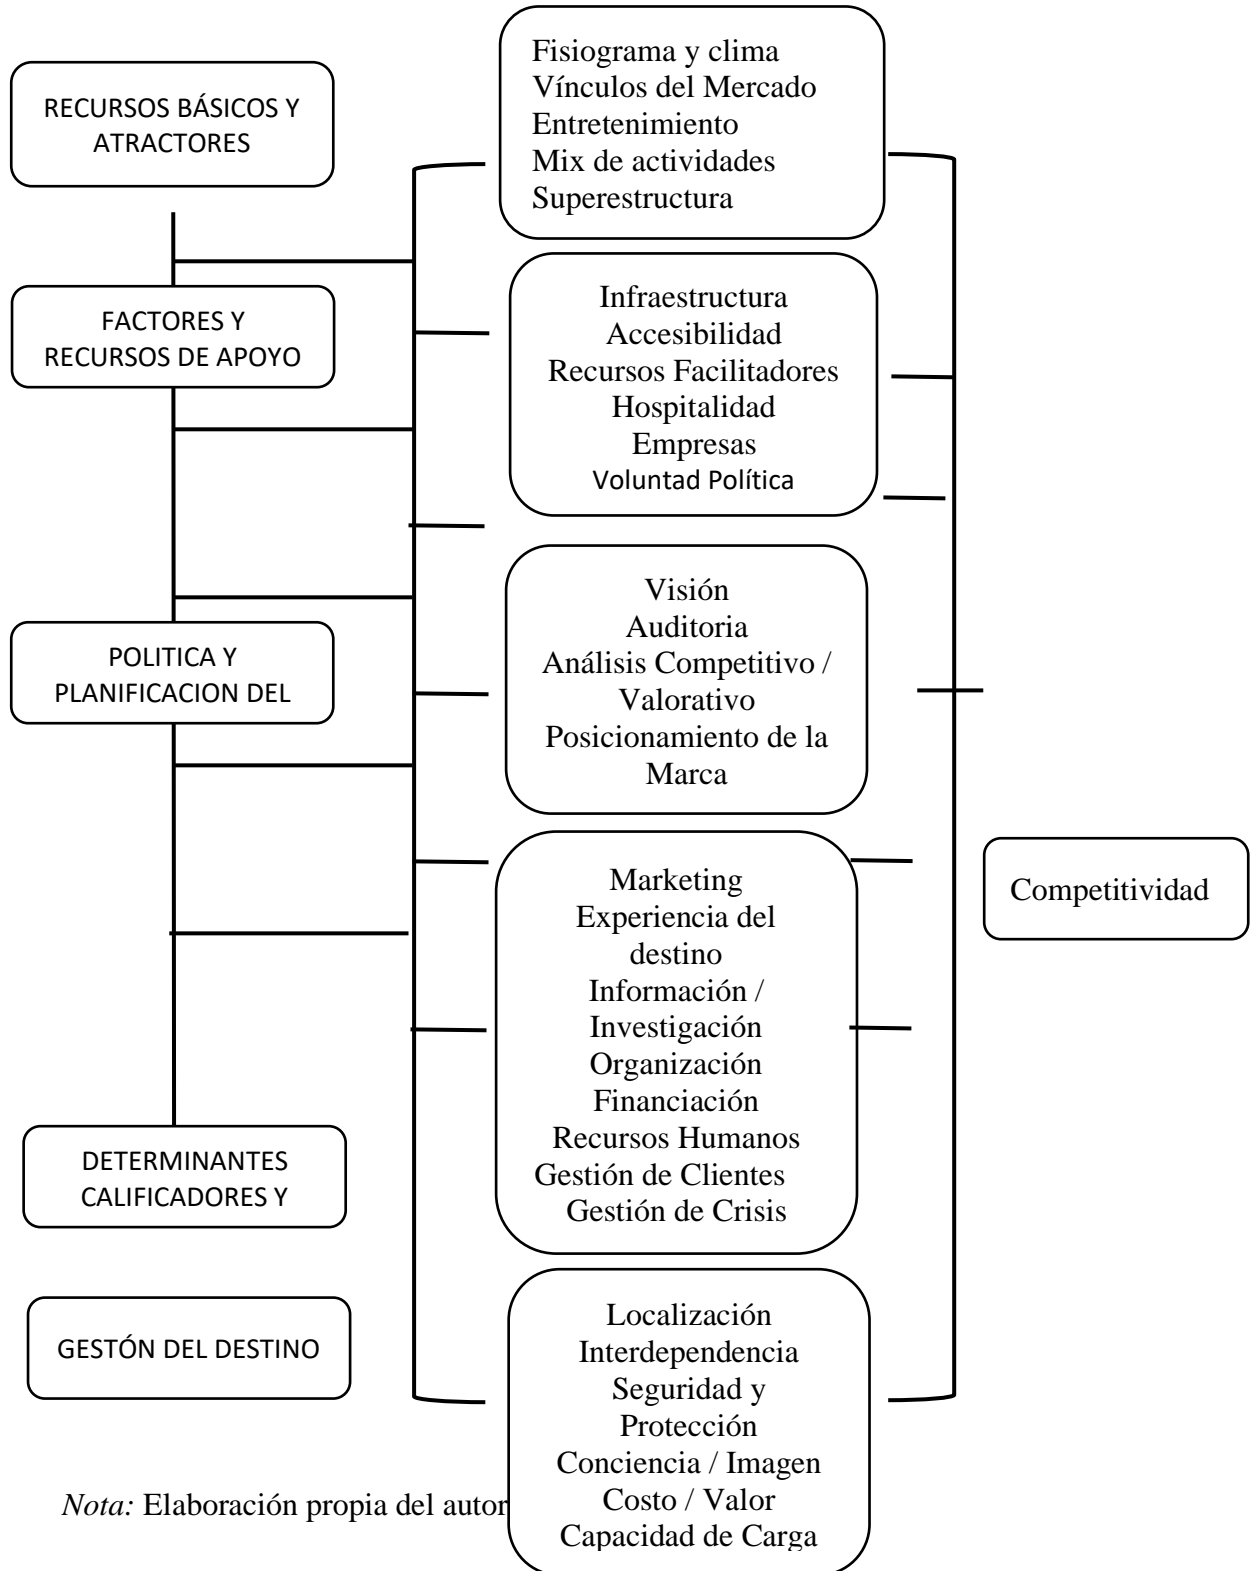 RECURSOS BÁSICOS Y
ATRACTORES
FACTORES Y
RECURSOS DE APOYO
POLITICA Y
PLANIFICACION DEL
DETERMINANTES
CALIFICADORES Y
GESTÓN DEL DESTINO
Fisiograma y clima
Vínculos del Mercado
Entretenimiento
Mix de actividades
Superestructura
Infraestructura
Accesibilidad
Recursos Facilitadores
Hospitalidad
Empresas
Voluntad Política
Visión
Auditoria
Análisis Competitivo /
Valorativo
Posicionamiento de la
Marca
Marketing
Experiencia del
destino
Información /
Investigación
Organización
Financiación
Recursos Humanos
Gestión de Clientes
Gestión de Crisis
Localización
Interdependencia
Seguridad y
Protección
Conciencia / Imagen
Costo / Valor
Capacidad de Carga
Competitividad
Nota: Elaboración propia del autor